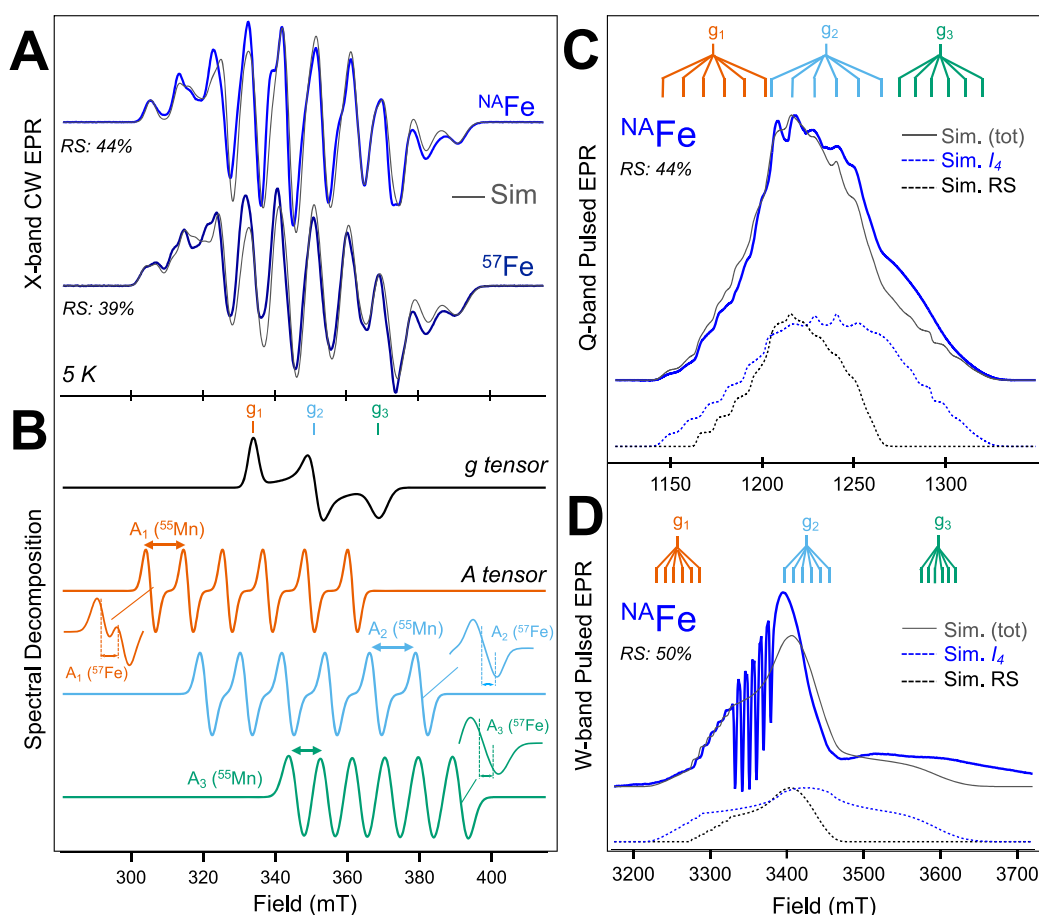 A
X-band CW EPR
NAFe
RS: 44%
Sim
57Fe
RS: 39%
5 K
B
Spectral Decomposition
g1
g2
g3
g tensor
A1 (55Mn)
A tensor
A1 (57Fe)
A2 (55Mn)
A2 (57Fe)
A3 (55Mn)
A3 (57Fe)
300 320 340 360 380 400
Field (mT)
C
Q-band Pulsed EPR
g1 g2 g3
NAFe
RS: 44%
Sim. (tot)
Sim. I4
Sim. RS
1150 1200 1250 1300
D
W-band Pulsed EPR
g1 g2 g3
NAFe
RS: 50%
Sim. (tot)
Sim. I4
Sim. RS
3200 3300 3400 3500 3600 3700
Field (mT)